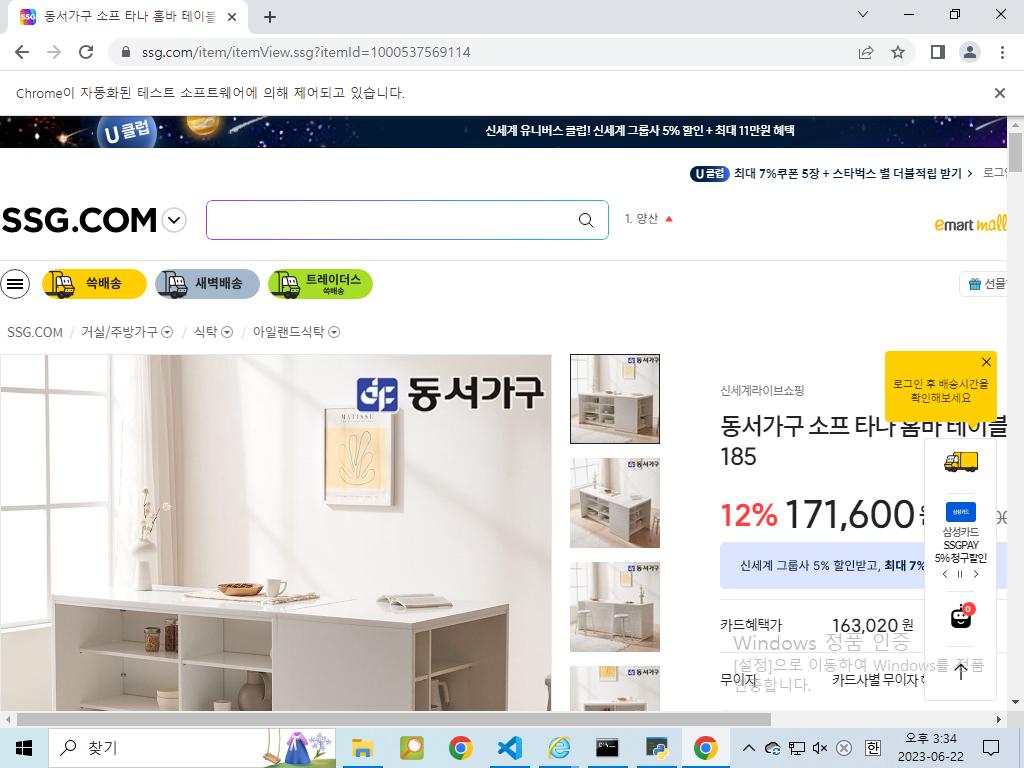 동서가구 소프 타나 홈바 테이블
ssg.com/item/itemView.ssg?itemId=1000537569114
Chrome이 자동화된 테스트 소프트웨어에 의해 제어되고 있습니다.
U 클럽
신세계 유니버스 클럽! 신세계 그룹사 5% 할인 + 최대 11만원 혜택
U 클럽 최대 7%쿠폰 5장 + 스타벅스 별 더블적립 받기 > 로그인
SSG.COM
1. 양산
emart mall
쓱배송
새벽배송
트레이더스
쓱배송
선물
SSG.COM / 거실/주방가구 / 식탁 / 아일랜드식탁
동서가구
MATISSE
신세계라이브쇼핑
로그인 후 배송시간을
확인해보세요
동서가구 소프 타나 홈바 테이블
185
12% 171,600
삼성카드
삼성카드
SSGPAY
5% 청구할인
신세계 그룹사 5% 할인받고, 최대 7%
0
카드혜택가 163,020 원
무이자 카드사별 무이자
Windows 정품 인증
[설정]으로 이동하여 Windows를 정품
인증합니다.
찾기
한
오후 3:34
2023-06-22